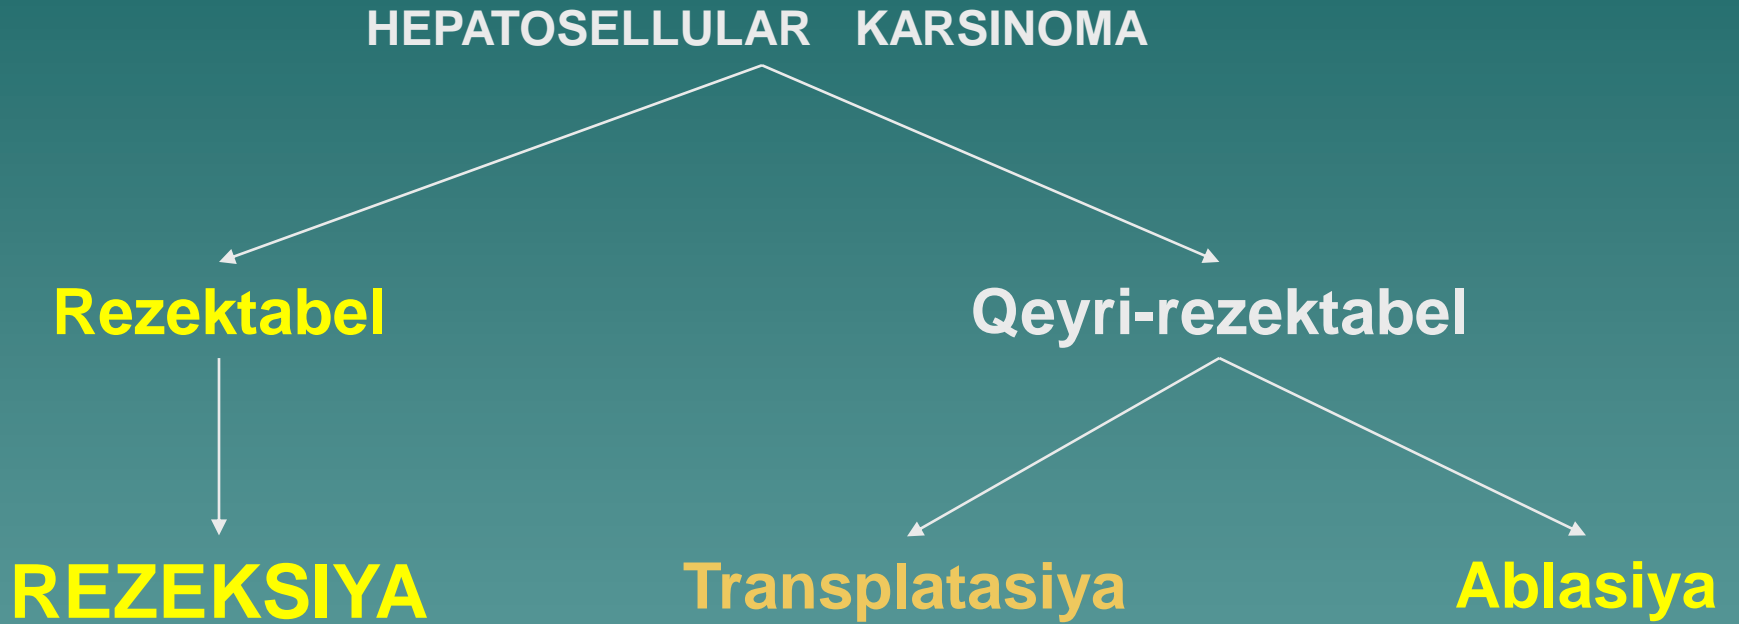 HEPATOSELLULAR KARSINOMA
Rezektabel
Qeyri-rezektabel
REZEKSIYA
Transplatasiya
Ablasiya